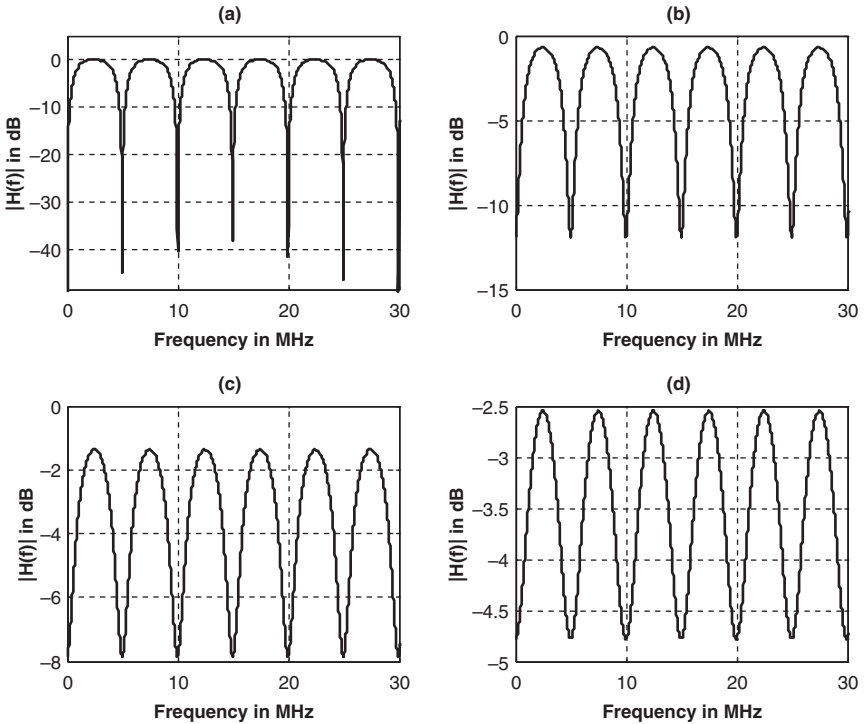 (a)
|H(f)| in dB
0
−10
−20
−30
−40
0 10 20 30
Frequency in MHz
(b)
|H(f)| in dB
0
−5
−10
−15
0 10 20 30
Frequency in MHz
(c)
|H(f)| in dB
0
−2
−4
−6
−8
0 10 20 30
Frequency in MHz
(d)
|H(f)| in dB
−2.5
−3
−3.5
−4
−4.5
−5
0 10 20 30
Frequency in MHz